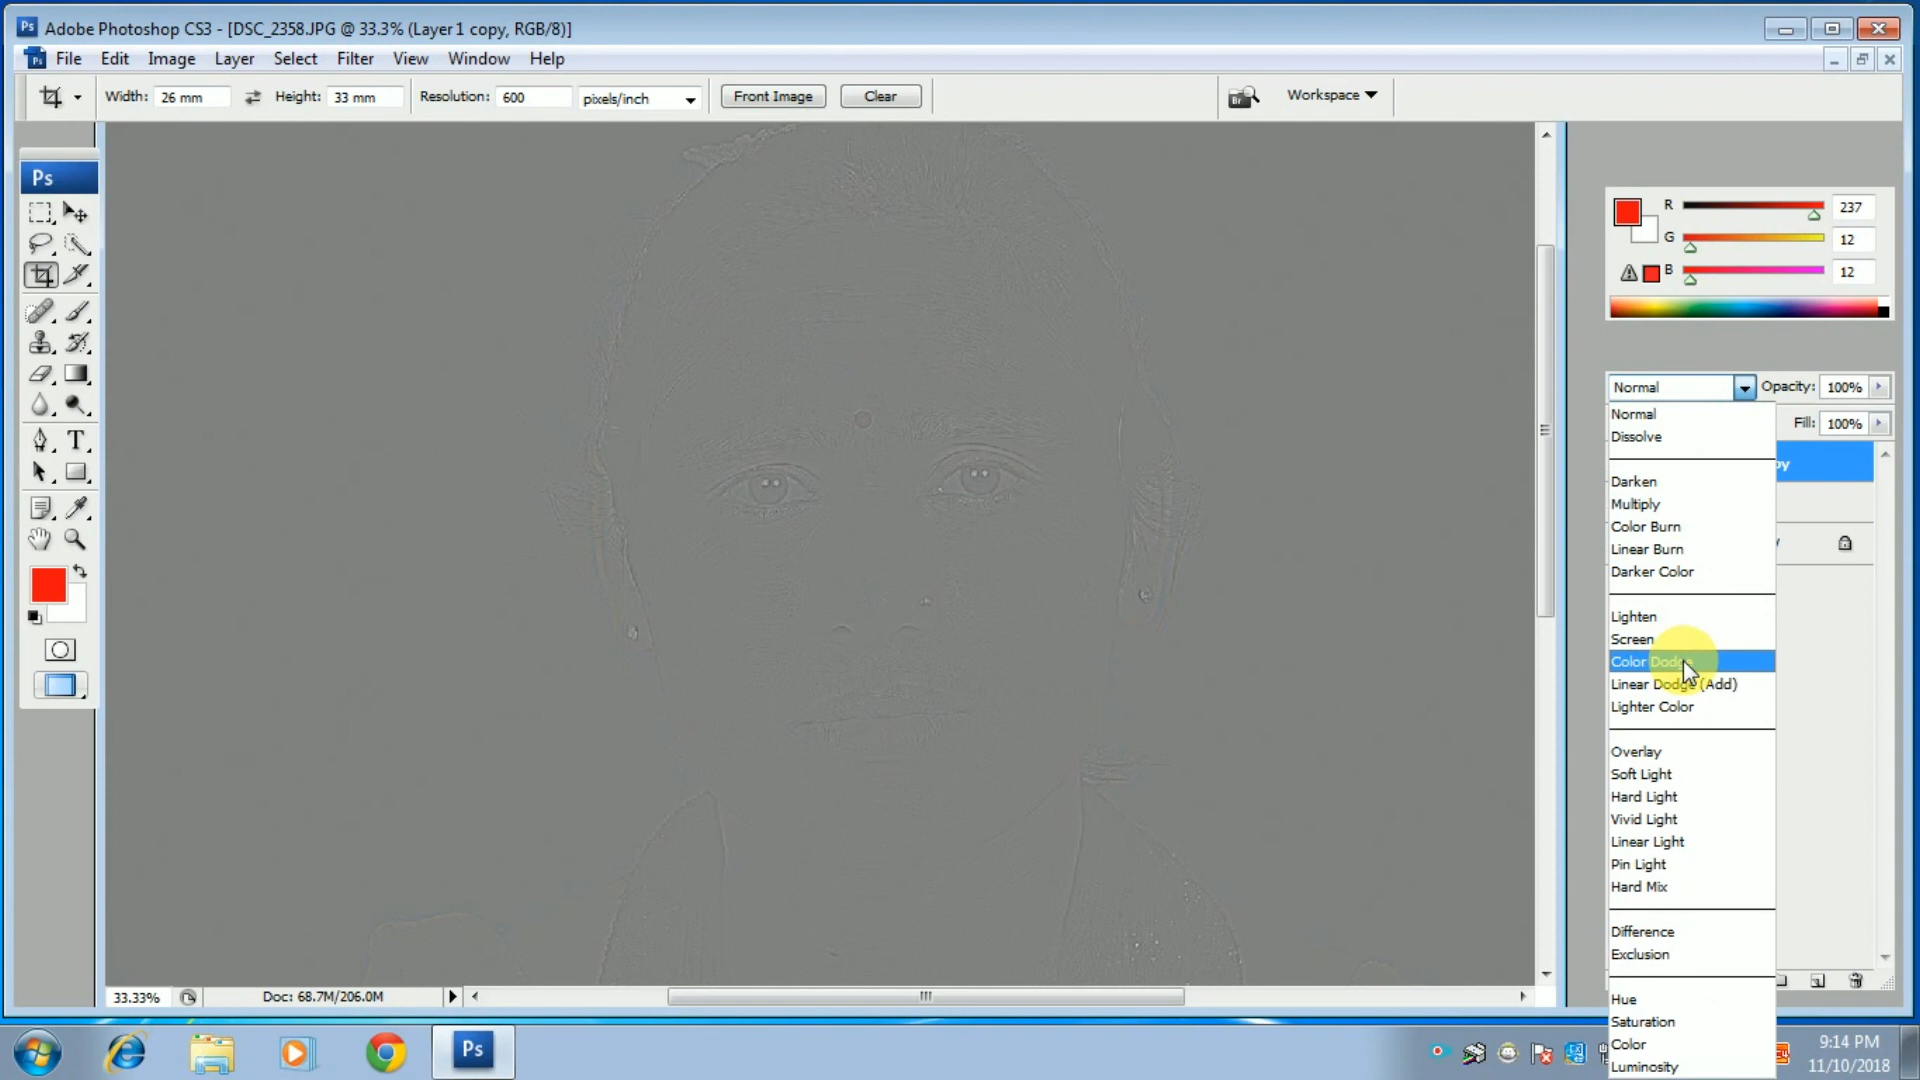 Ps Adobe Photoshop CS3 - [DSC_2358.JPG @ 33.3% (Layer 1 copy, RGB/8)]
Ps File Edit Image Layer Select Filter View Window Help
Width: 26 mm Height: 33 mm Resolution: 600 pixels/inch Front Image Clear Br Workspace
Ps
R 237
G 12
B 12
Normal Opacity: 100%
Normal Fill: 100%
Dissolve
Darken
Multiply
Color Burn
Linear Burn
Darker Color
Lighten
Screen
Color Dodge
Linear Dodge (Add)
Lighter Color
Overlay
Soft Light
Hard Light
Vivid Light
Linear Light
Pin Light
Hard Mix
Difference
Exclusion
Hue
Saturation
Color
Luminosity
T
33.33% Doc: 68.7M/206.0M
Ps
9:14 PM
11/10/2018